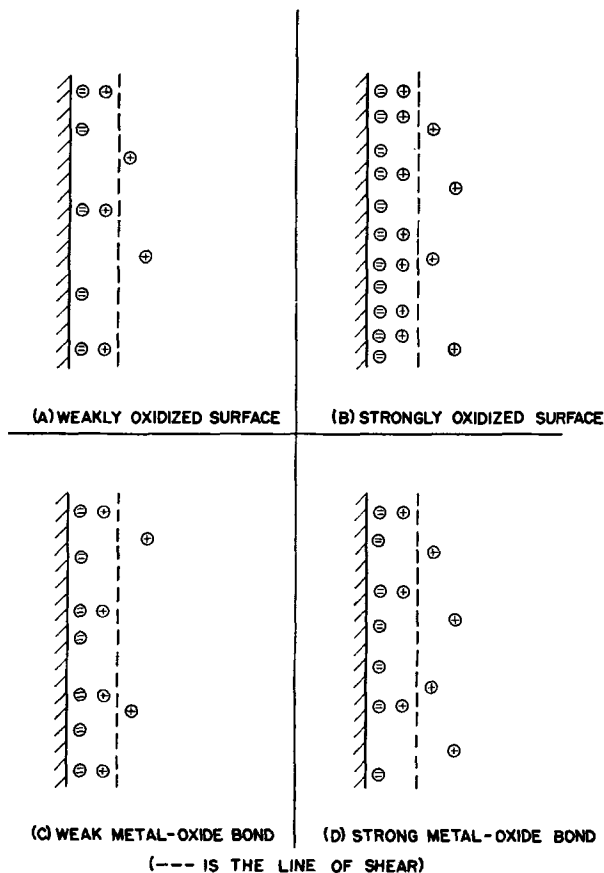 (A) WEAKLY OXIDIZED SURFACE
(B) STRONGLY OXIDIZED SURFACE
(C) WEAK METAL-OXIDE BOND
(D) STRONG METAL-OXIDE BOND
(---- IS THE LINE OF SHEAR)